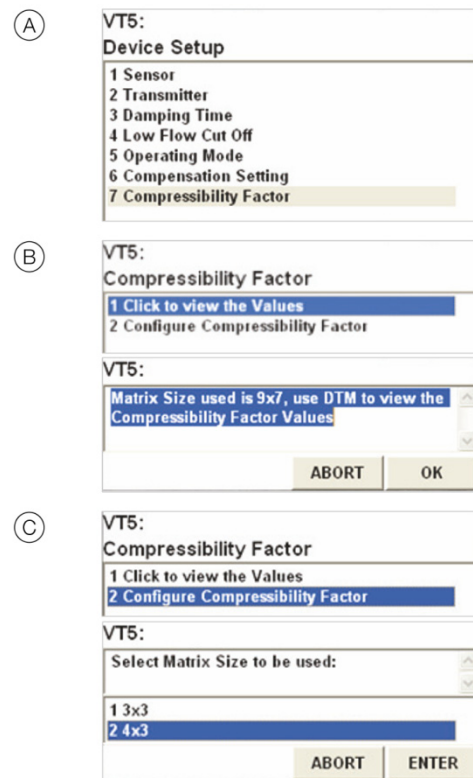 A
VT5:
Device Setup
1 Sensor
2 Transmitter
3 Damping Time
4 Low Flow Cut Off
5 Operating Mode
6 Compensation Setting
7 Compressibility Factor
B
VT5:
Compressibility Factor
1 Click to view the Values
2 Configure Compressibility Factor
VT5:
Matrix Size used is 9x7, use DTM to view the
Compressibility Factor Values
ABORT OK
C
VT5:
Compressibility Factor
1 Click to view the Values
2 Configure Compressibility Factor
VT5:
Select Matrix Size to be used:
1 3x3
2 4x3
ABORT ENTER